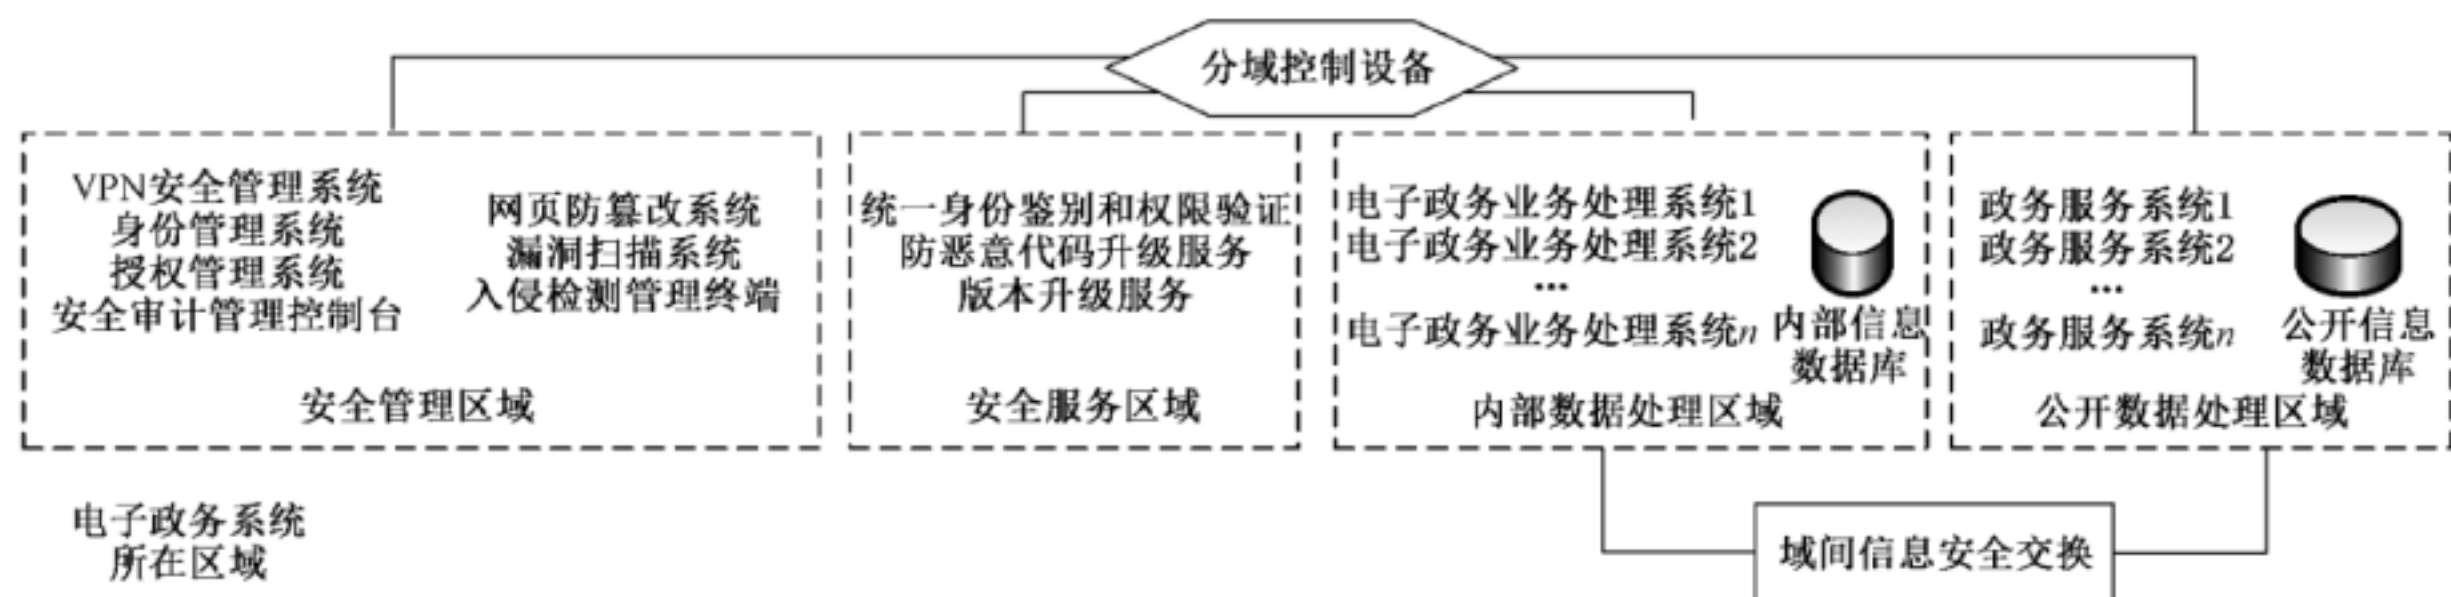 分域控制设备
VPN安全管理系统
身份管理系统
授权管理系统
安全审计管理控制台
网页防篡改系统
漏洞扫描系统
入侵检测管理终端
安全管理区域
统一身份鉴别和权限验证
防恶意代码升级服务
版本升级服务
安全服务区域
电子政务业务处理系统1
电子政务业务处理系统2
…
电子政务业务处理系统n
内部信息
数据库
内部数据处理区域
政务服务系统1
政务服务系统2
…
政务服务系统n
公开信息
数据库
公开数据处理区域
电子政务系统
所在区域
域间信息安全交换